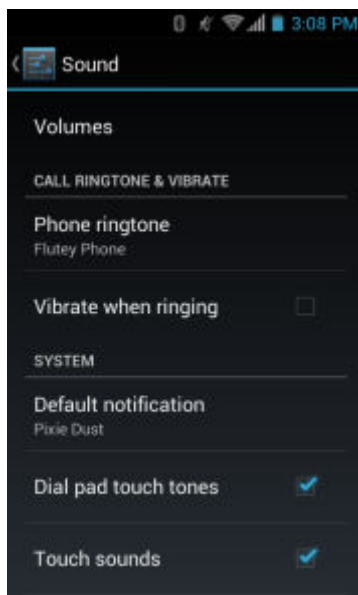 3:08 PM
Sound
Volumes
CALL RINGTONE & VIBRATE
Phone ringtone
Flutey Phone
Vibrate when ringing
SYSTEM
Default notification
Pixie Dust
Dial pad touch tones
Touch sounds